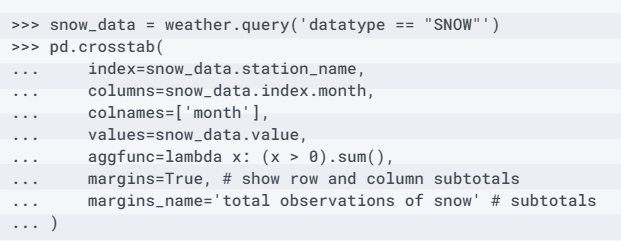 >>> snow_data = weather.query('datatype == "SNOW"')
>>> pd.crosstab(
...     index=snow_data.station_name,
...     columns=snow_data.index.month,
...     colnames=['month'],
...     values=snow_data.value,
...     aggfunc=lambda x: (x > 0).sum(),
...     margins=True, # show row and column subtotals
...     margins_name='total observations of snow' # subtotals
... )